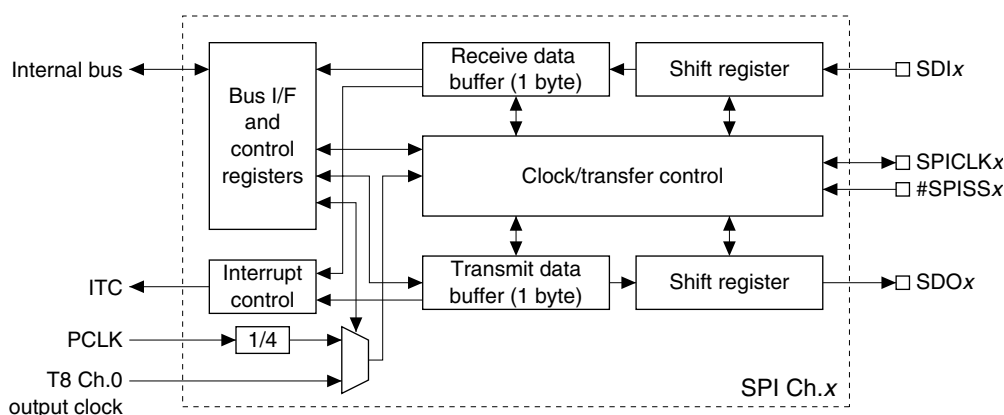 Internal bus
Bus I/F
and
control
registers
Receive data
buffer (1 byte)
Shift register
SDIx
Clock/transfer control
SPICLKx
#SPISSx
ITC
Interrupt
control
Transmit data
buffer (1 byte)
Shift register
SDOx
PCLK
1/4
T8 Ch.0
output clock
SPI Ch.x